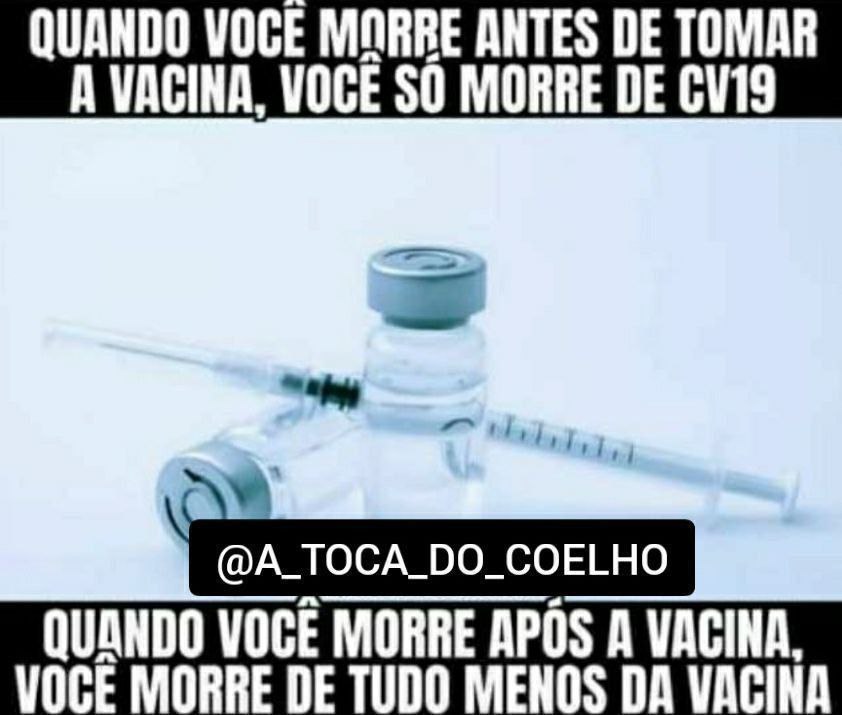 QUANDO VOCÊ MORRE ANTES DE TOMAR
A VACINA, VOCÊ SÓ MORRE DE CV19
@A_TOCA_DO_COELHO
QUANDO VOCÊ MORRE APÓS A VACINA,
VOCÊ MORRE DE TUDO MENOS DA VACINA